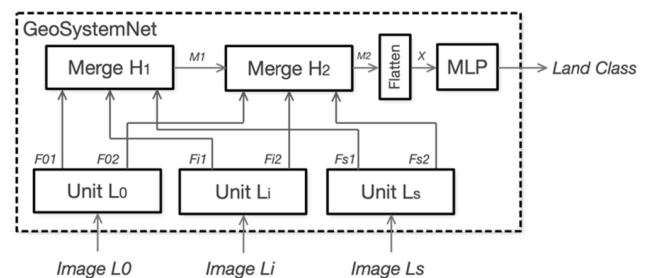 GeoSystemNet
Merge H1
M1
Merge H2
M2
Flatten
X
MLP
Land Class
F01
F02
Fi1
Fi2
Fs1
Fs2
Unit L0
Unit Li
Unit Ls
Image L0
Image Li
Image Ls